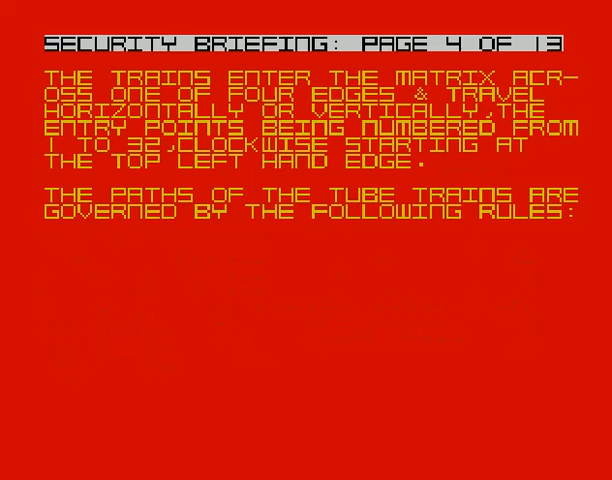 SECURITY BRIEFING: PAGE 4 OF 13
THE TRAINS ENTER THE MATRIX ACR-
OSS ONE OF FOUR EDGES & TRAVEL
HORIZONTALLY OR VERTICALLY,THE
ENTRY POINTS BEING NUMBERED FROM
1 TO 32,CLOCKWISE STARTING AT
THE TOP LEFT HAND EDGE.
THE PATHS OF THE TUBE TRAINS ARE
GOVERNED BY THE FOLLOWING RULES: